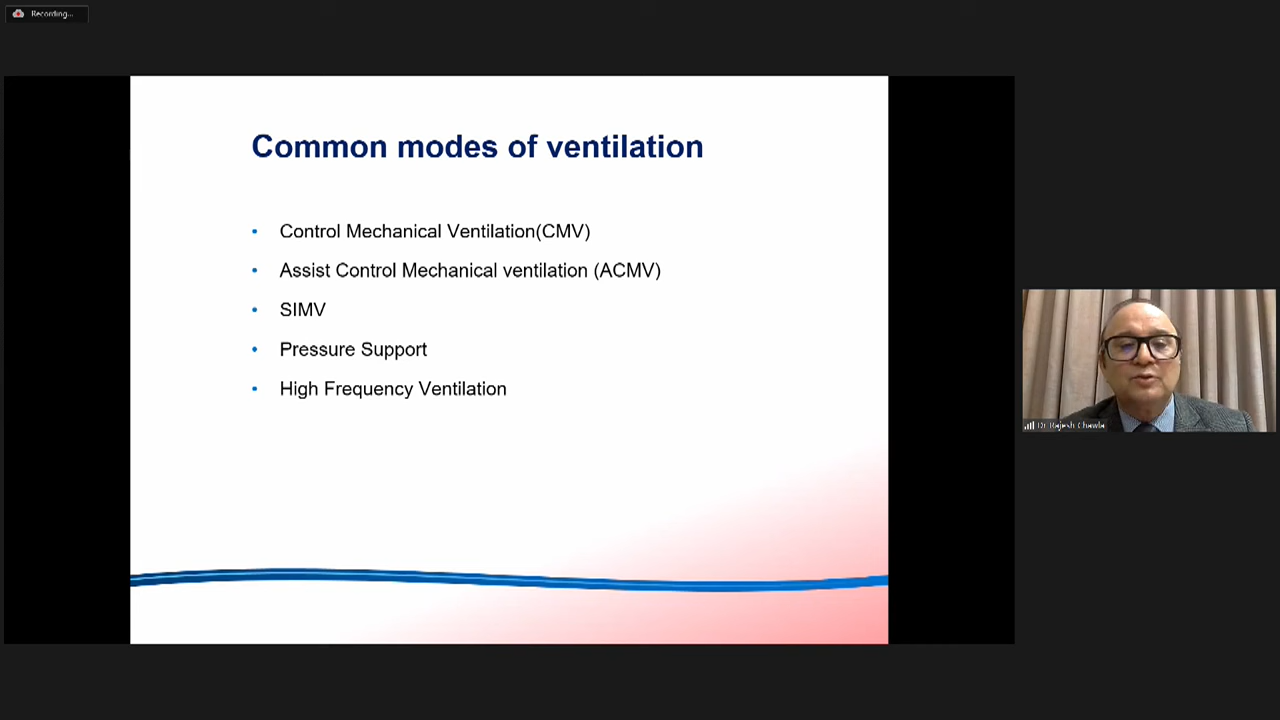 Recording...
Common modes of ventilation
• Control Mechanical Ventilation(CMV)
• Assist Control Mechanical ventilation (ACMV)
• SIMV
• Pressure Support
• High Frequency Ventilation
Dr Rajesh Chawla